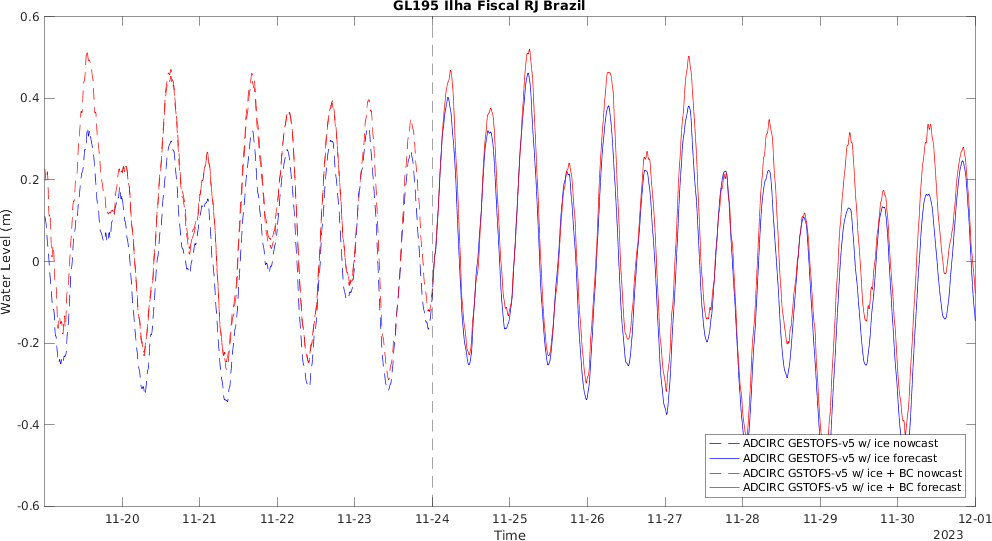 GL195 Ilha Fiscal RJ Brazil
0.6
0.4
0.2
0
-0.2
-0.4
-0.6
Water Level (m)
ADCIRC GESTOFS-v5 w/ ice nowcast
ADCIRC GESTOFS-v5 w/ ice forecast
ADCIRC GSTOFS-v5 w/ ice + BC nowcast
ADCIRC GSTOFS-v5 w/ ice + BC forecast
11-20 11-21 11-22 11-23 11-24 11-25 11-26 11-27 11-28 11-29 11-30 12-01
Time
2023